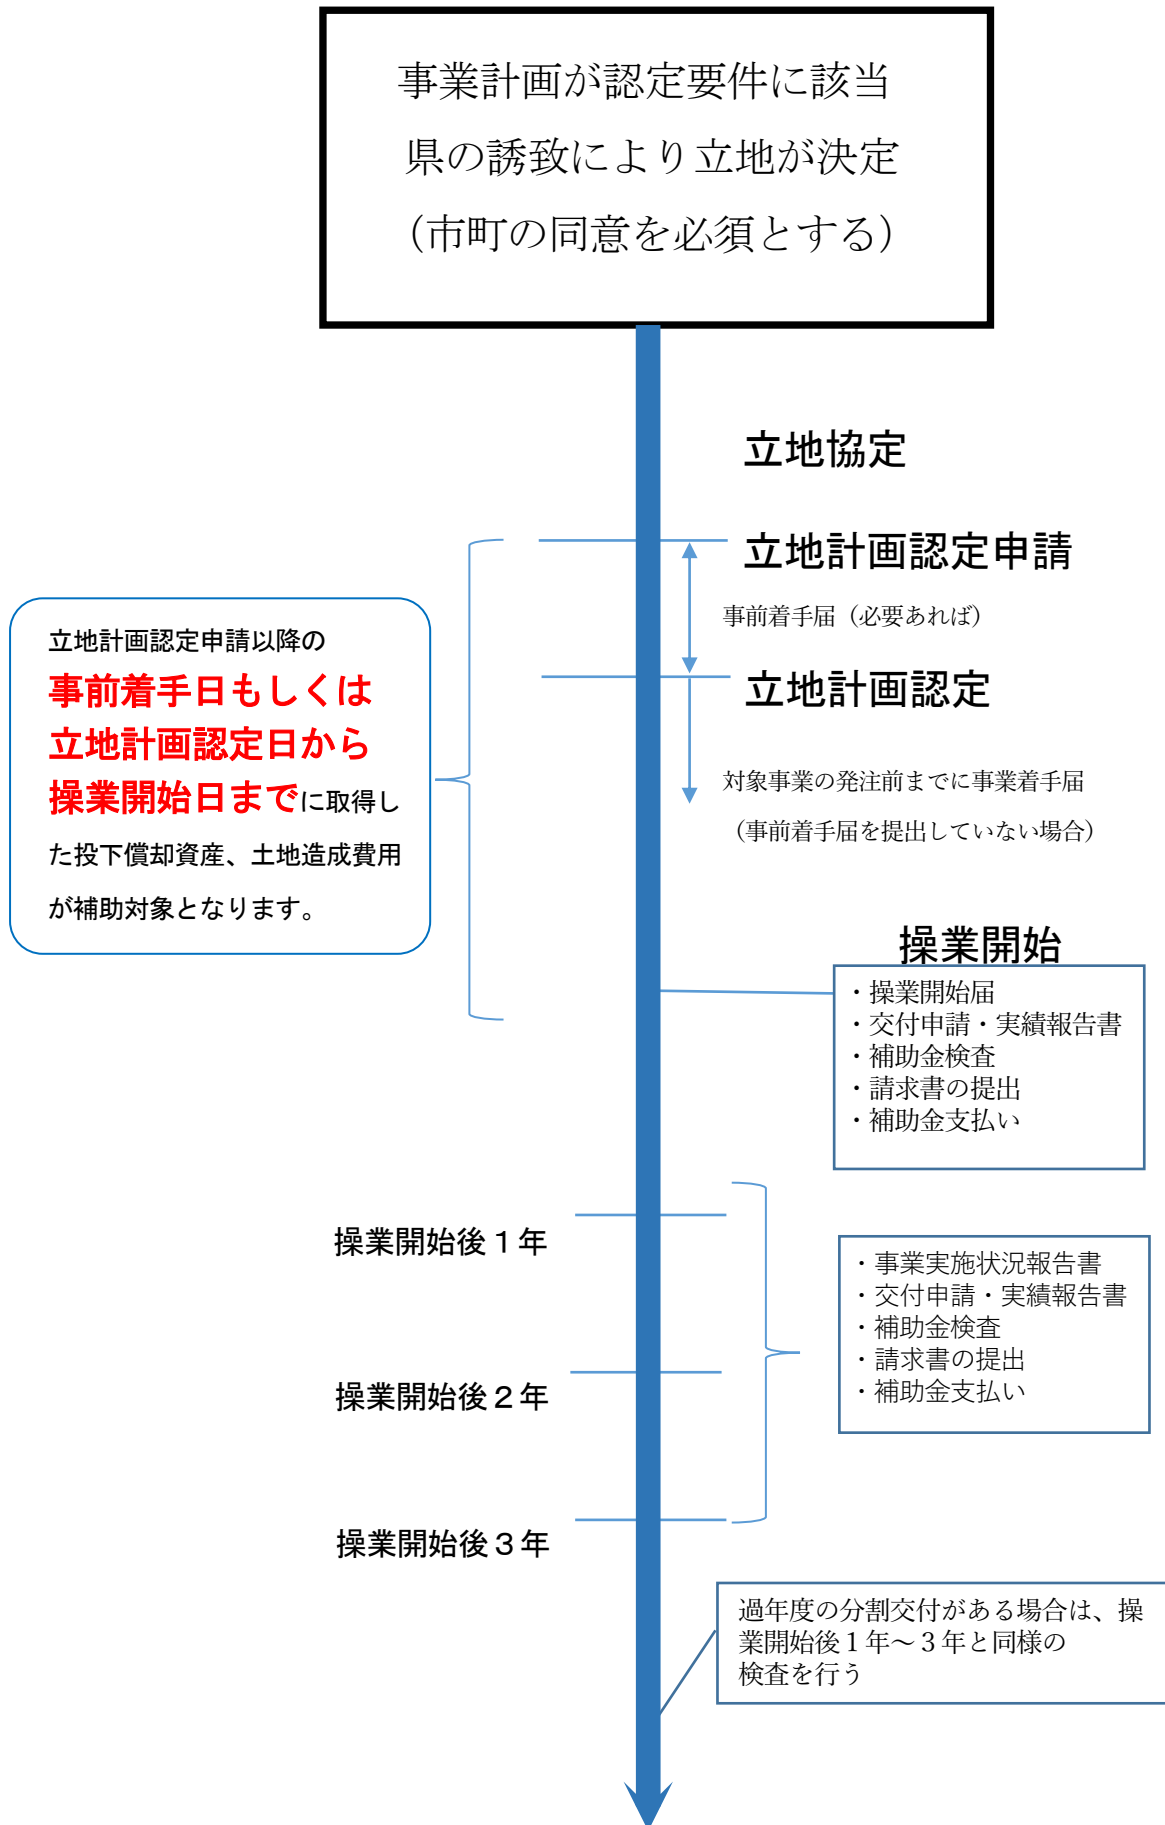 事業計画が認定要件に該当
県の誘致により立地が決定
（市町の同意を必須とする）
立地協定
立地計画認定申請
事前着手届（必要あれば）
立地計画認定
立地計画認定申請以降の
事前着手日もしくは
立地計画認定日から
操業開始日までに取得し
た投下償却資産、土地造成費用
が補助対象となります。
対象事業の発注前までに事業着手届
（事前着手届を提出していない場合）
操業開始
・操業開始届
・交付申請・実績報告書
・補助金検査
・請求書の提出
・補助金支払い
操業開始後１年
・事業実施状況報告書
・交付申請・実績報告書
・補助金検査
・請求書の提出
・補助金支払い
操業開始後２年
操業開始後３年
過年度の分割交付がある場合は、操
業開始後１年～３年と同様の
検査を行う